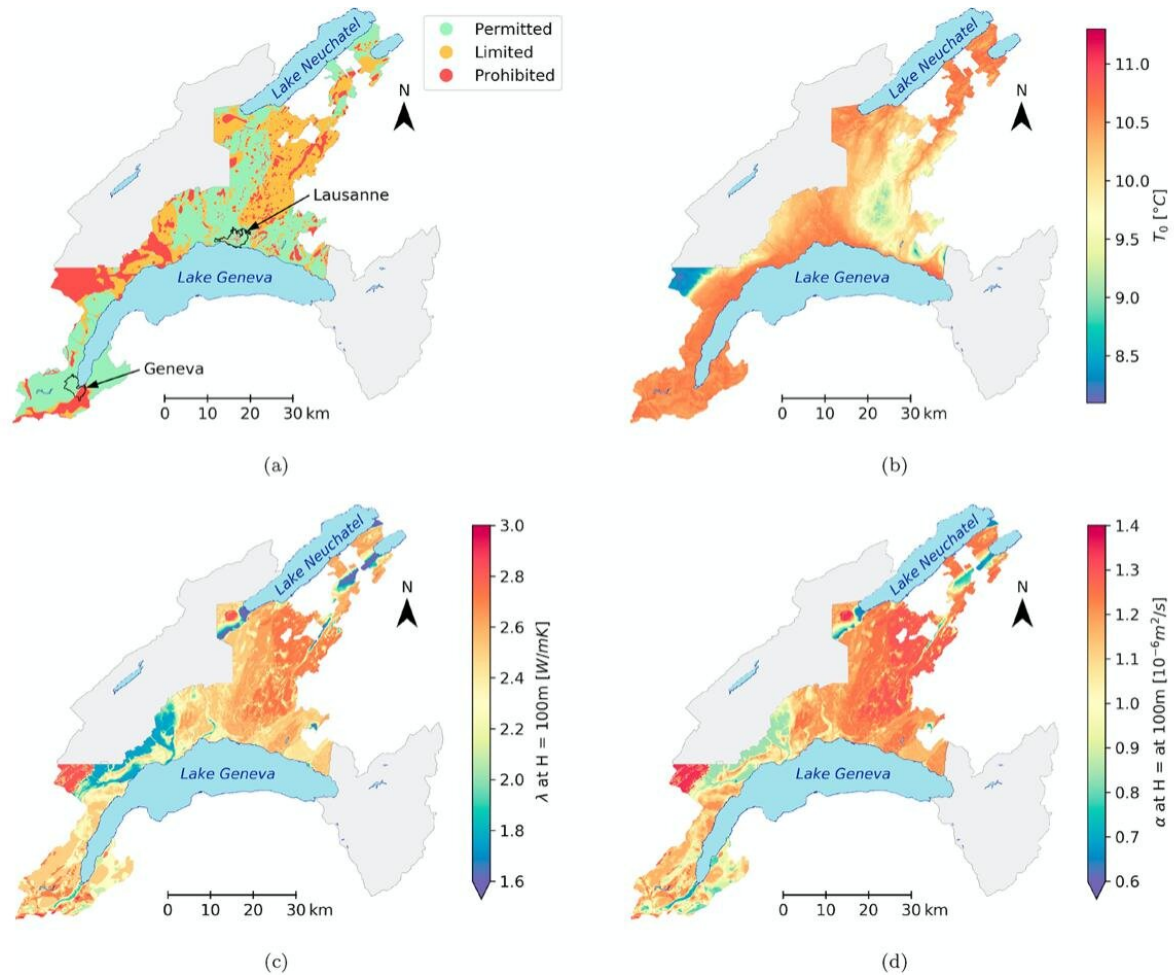 Permitted
Limited
Prohibited
Lake Neuchatel
N
Lausanne
Lake Geneva
Geneva
0 10 20 30 km
(a)
Lake Neuchatel
N
Lake Geneva
0 10 20 30 km
11.0
10.5
10.0
9.5
9.0
8.5
T₀ [°C]
(b)
Lake Neuchatel
N
Lake Geneva
0 10 20 30 km
3.0
2.8
2.6
2.4
2.2
2.0
1.8
1.6
λ at H = 100m [W/mK]
(c)
Lake Neuchatel
N
Lake Geneva
0 10 20 30 km
1.4
1.3
1.2
1.1
1.0
0.9
0.8
0.7
0.6
α at H = at 100m [10⁻⁶m²/s]
(d)